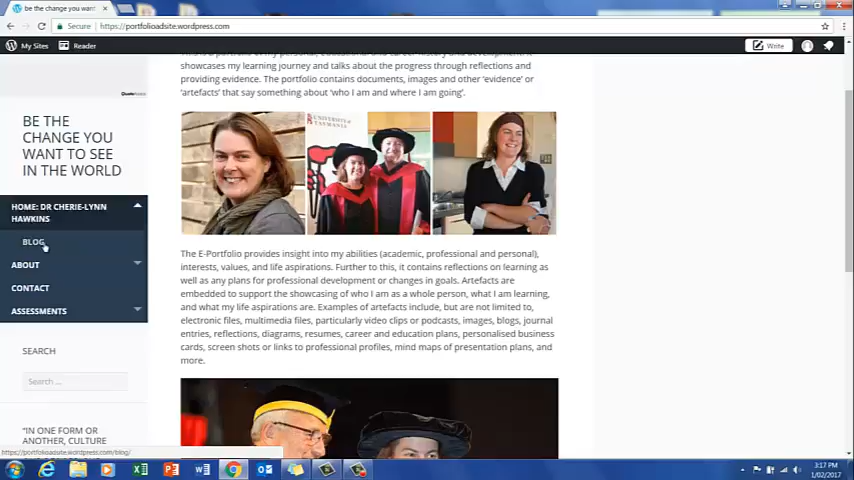 be the change you want
Secure
https://portfolioadsite.wordpress.com
My Sites
Reader
Write
BE THE
CHANGE YOU
WANT TO SEE
IN THE WORLD
HOME: DR CHERIE-LYNN
HAWKINS
BLOG
ABOUT
CONTACT
ASSESSMENTS
SEARCH
Search ...
"IN ONE FORM OR
ANOTHER, CULTURE
https://portfolioadsite.wordpress.com/blog/
showcases my learning journey and talks about the progress through reflections and
providing evidence. The portfolio contains documents, images and other 'evidence' or
'artefacts' that say something about 'who I am and where I am going'.
UNIVERSITY OF
TASMANIA
The E-Portfolio provides insight into my abilities (academic, professional and personal),
interests, values, and life aspirations. Further to this, it contains reflections on learning as
well as any plans for professional development or changes in goals. Artefacts are
embedded to support the showcasing of who I am as a whole person, what I am learning,
and what my life aspirations are. Examples of artefacts include, but are not limited to,
electronic files, multimedia files, particularly video clips or podcasts, images, blogs, journal
entries, reflections, diagrams, resumes, career and education plans, personalised business
cards, screen shots or links to professional profiles, mind maps of presentation plans, and
more.
3:17 PM
1/02/2017